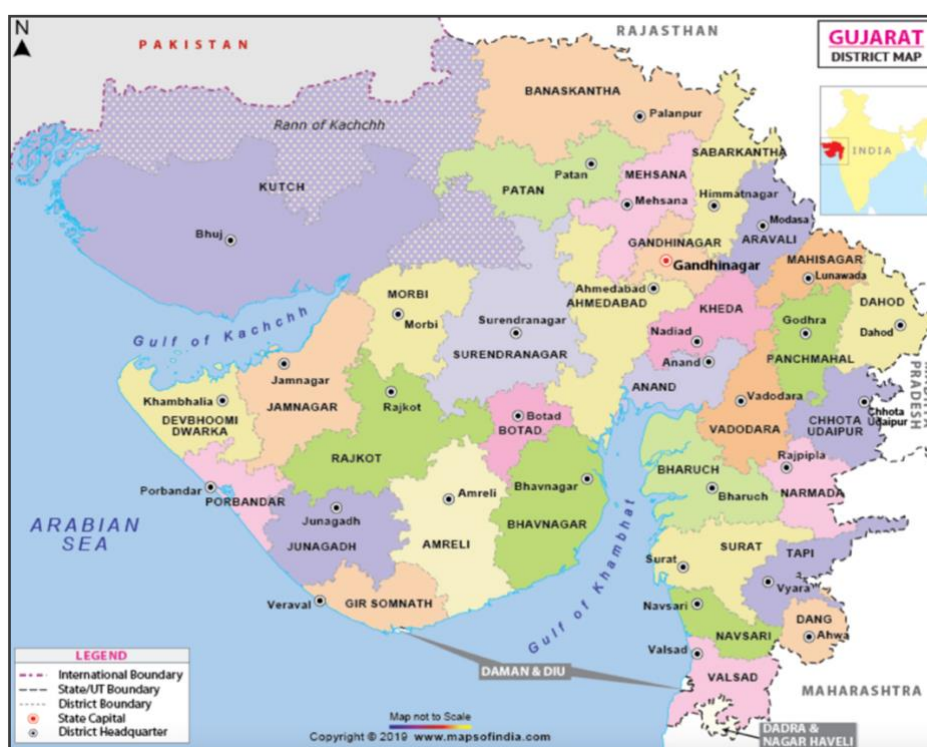 N
PAKISTAN
RAJASTHAN
GUJARAT
DISTRICT MAP
INDIA
BANASKANTHA
Palanpur
Rann of Kachchh
SABARKANTHA
KUTCH
Patan
PATAN
MEHSANA
Mehsana
Himmatnagar
Modasa
ARAVALI
Bhuj
GANDHINAGAR
Gandhinagar
MAHISAGAR
Lunawada
Ahmedabad
AHMEDABAD
DAHOD
Dahod
MORBI
Morbi
Gulf of Kachchh
Surendranagar
SURENDRANAGAR
KHEDA
Nadiad
Godhra
PANCHMAHAL
Anand
ANAND
Jamnagar
JAMNAGAR
Khambhalia
DEVBHOOMI
DWARKA
Rajkot
RAJKOT
Botad
BOTAD
Vadodara
VADODARA
CHHOTA
UDAIPUR
Chhota
Udaipur
PRADESH
Rajpipla
NARMADA
BHARUCH
Bharuch
Porbandar
PORBANDAR
Amreli
AMRELI
Bhavnagar
BHAVNAGAR
ARABIAN
SEA
Junagadh
JUNAGADH
Gulf of Khambhat
SURAT
Surat
TAPI
Vyara
Veraval
GIR SOMNATH
Navsari
NAVSARI
DANG
Ahwa
Valsad
VALSAD
DAMAN & DIU
MAHARASHTRA
DADRA &
NAGAR HAVELI
LEGEND
International Boundary
State/UT Boundary
District Boundary
State Capital
District Headquarter
Map not to Scale
Copyright © 2019 www.mapsofindia.com